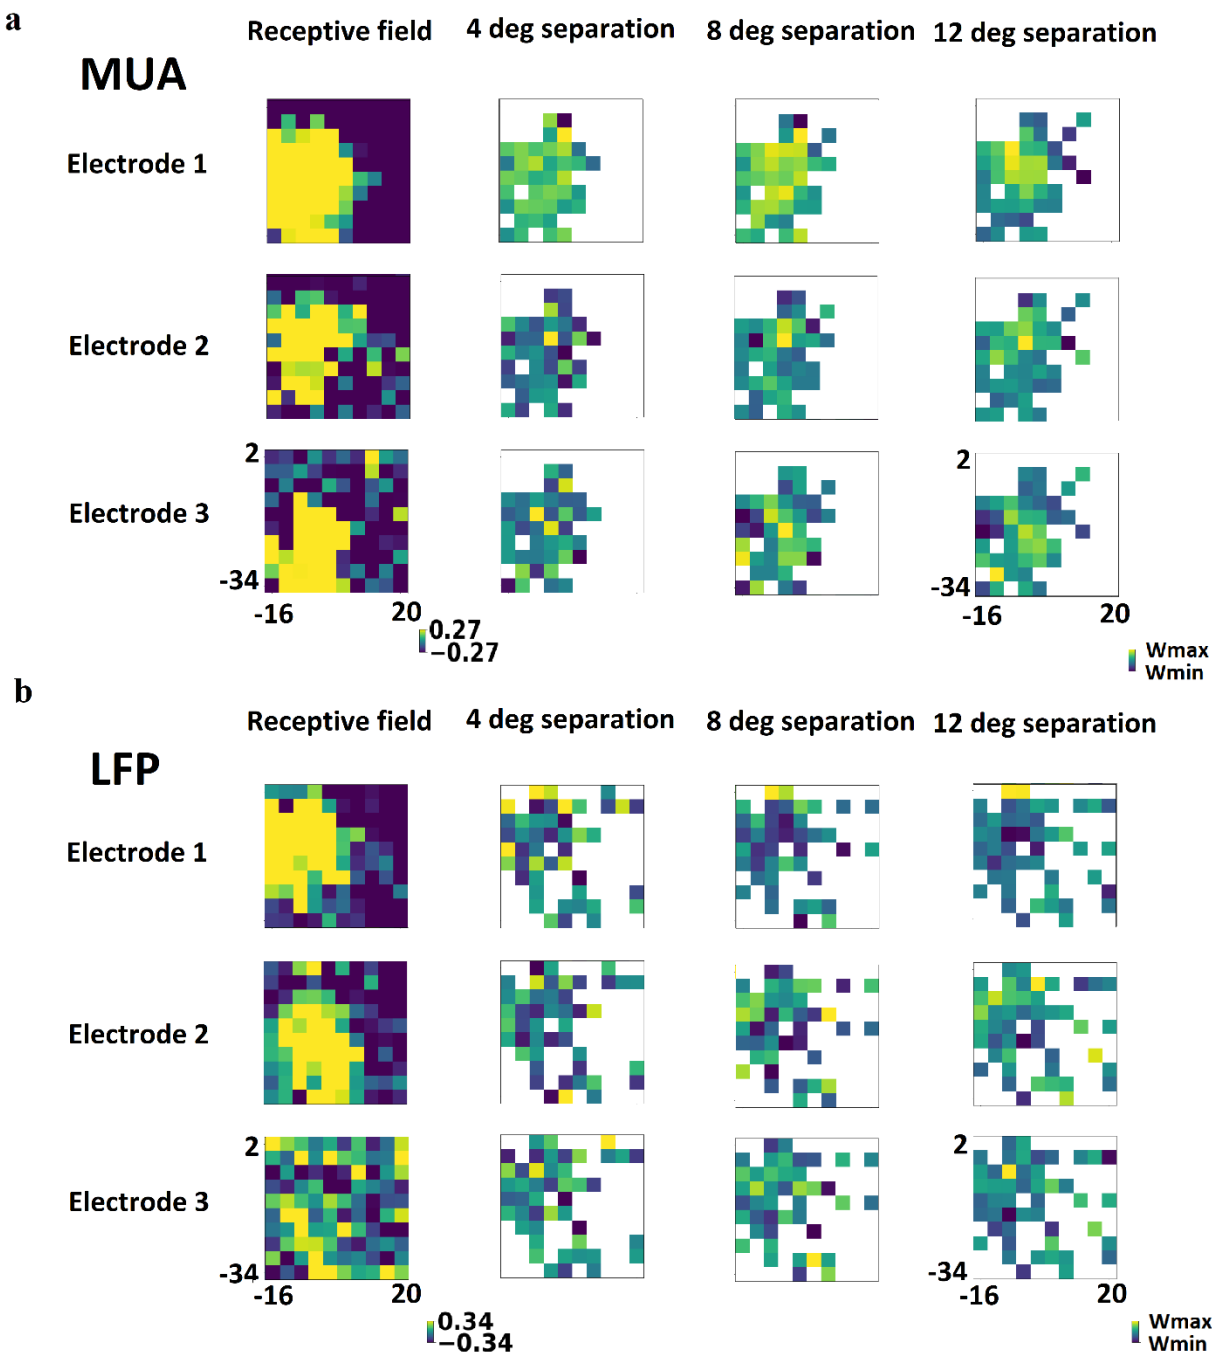 a
Receptive field 4 deg separation 8 deg separation 12 deg separation
MUA
Electrode 1
Electrode 2
2 2
Electrode 3
-34 -34
-16 20 -16 20
0.27
−0.27
Wmax
Wmin
b
Receptive field 4 deg separation 8 deg separation 12 deg separation
LFP
Electrode 1
Electrode 2
2 2
Electrode 3
-34 -34
-16 20 -16 20
0.34
−0.34
Wmax
Wmin